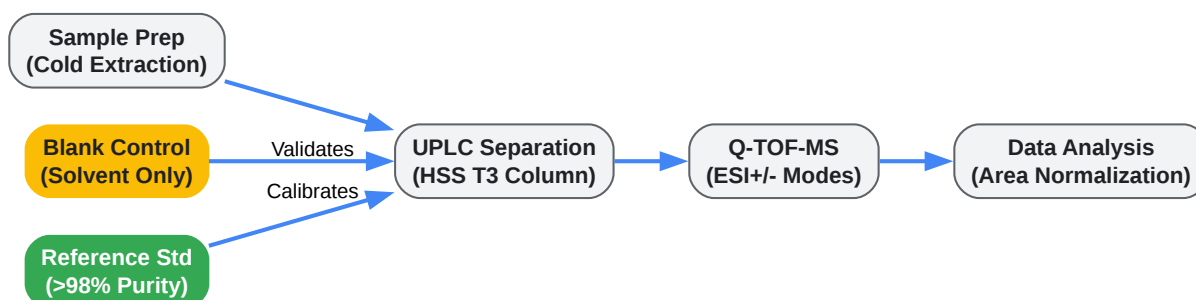 Sample Prep
(Cold Extraction)
Blank Control
(Solvent Only)
Validates
Reference Std
(>98% Purity)
Calibrates
UPLC Separation
(HSS T3 Column)
Q-TOF-MS
(ESI+/- Modes)
Data Analysis
(Area Normalization)